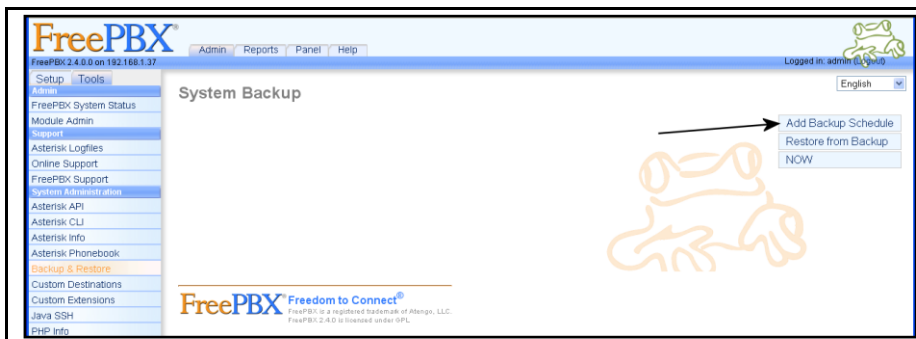 FreePBX®
Admin Reports Panel Help
FreePBX 2.4.0.0 on 192.168.1.37
Logged in: admin (Logout)
Setup Tools
English
Admin
FreePBX System Status
Module Admin
Support
Asterisk Logfiles
Online Support
FreePBX Support
System Administration
Asterisk API
Asterisk CLI
Asterisk Info
Asterisk Phonebook
Backup & Restore
Custom Destinations
Custom Extensions
Java SSH
PHP Info
System Backup
Add Backup Schedule
Restore from Backup
NOW
FreePBX® Freedom to Connect®
FreePBX is a registered trademark of Atengo, LLC.
FreePBX 2.4.0 is licensed under GPL